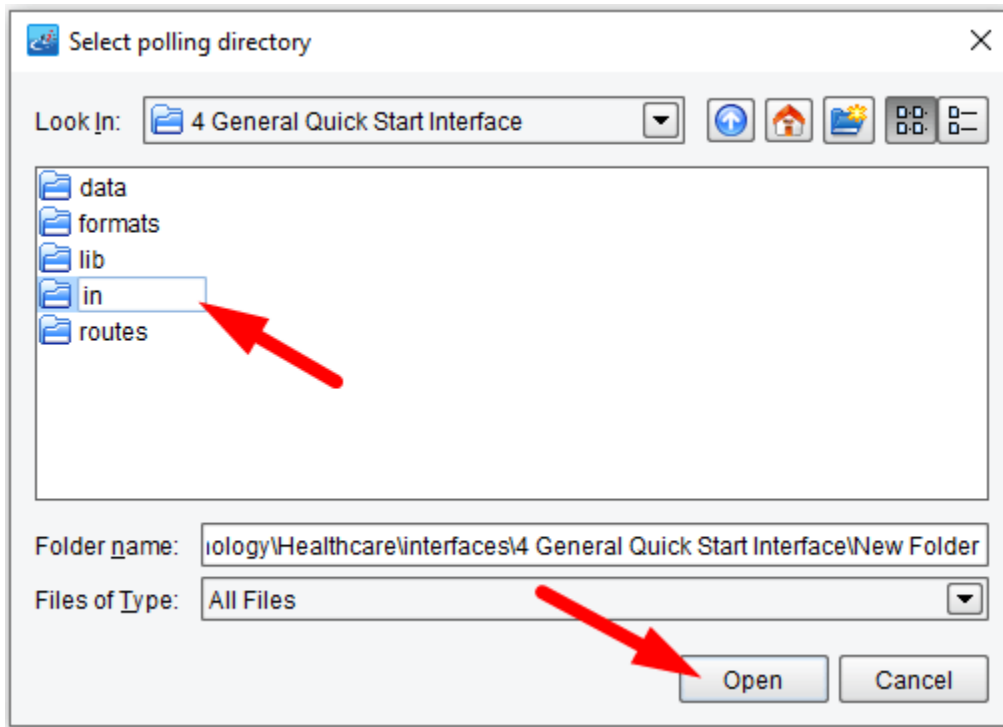 Select polling directory
Look In: 4 General Quick Start Interface
data
formats
lib
in
routes
Folder name: ology\Healthcare\interfaces\4 General Quick Start Interface\New Folder
Files of Type: All Files
Open Cancel